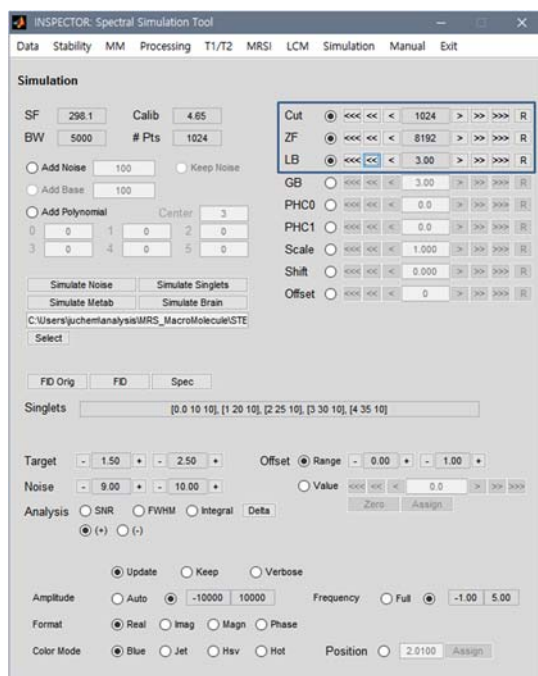 INSPECTOR: Spectral Simulation Tool
Data Stability MM Processing T1/T2 MRSI LCM Simulation Manual Exit
Simulation
SF 298.1 Calib 4.65 Cut <<< << < 1024 > >> >>> R
BW 5000 # Pts 1024 ZF <<< << < 8192 > >> >>> R
Add Noise 100 Keep Noise LB <<< << < 3.00 > >> >>> R
Add Base 100 GB <<< << < 3.00 > >> >>> R
Add Polynomial Center 3 PHC0 <<< << < 0.0 > >> >>> R
0 0 1 0 2 0 PHC1 <<< << < 0.0 > >> >>> R
3 0 4 0 5 0 Scale <<< << < 1.000 > >> >>> R
Shift <<< << < 0.000 > >> >>> R
Simulate Noise Simulate Singlets Offset <<< << < 0 > >> >>> R
Simulate Metab Simulate Brain
C:\Users\juchem\analysis\MRS_MacroMolecule\STE
Select
FID Orig FID Spec
Singlets [0.0 10 10], [1 20 10], [2 25 10], [3 30 10], [4 35 10]
Target - 1.50 + - 2.50 + Offset Range - 0.00 + - 1.00 +
Noise - 9.00 + - 10.00 + Value <<< << < 0.0 > >> >>>
Analysis SNR FWHM Integral Delta Zero Assign
(+) (-)
Update Keep Verbose
Amplitude Auto -10000 10000 Frequency Full -1.00 5.00
Format Real Imag Magn Phase
Color Mode Blue Jet Hsv Hot Position 2.0100 Assign